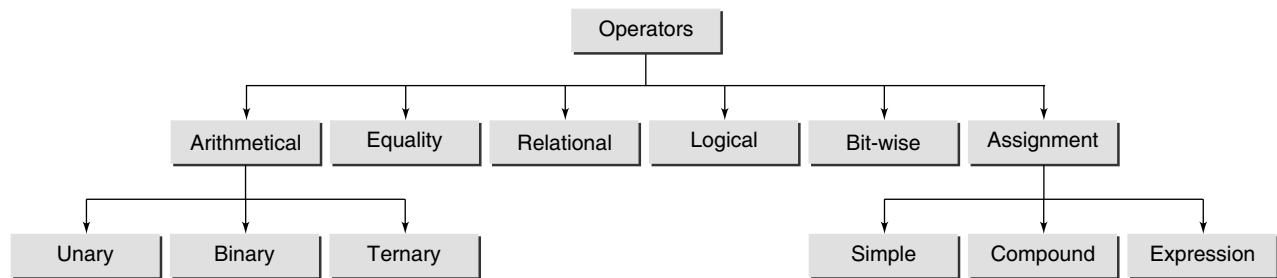 Operators
Arithmetical Equality Relational Logical Bit-wise Assignment
Unary Binary Ternary Simple Compound Expression